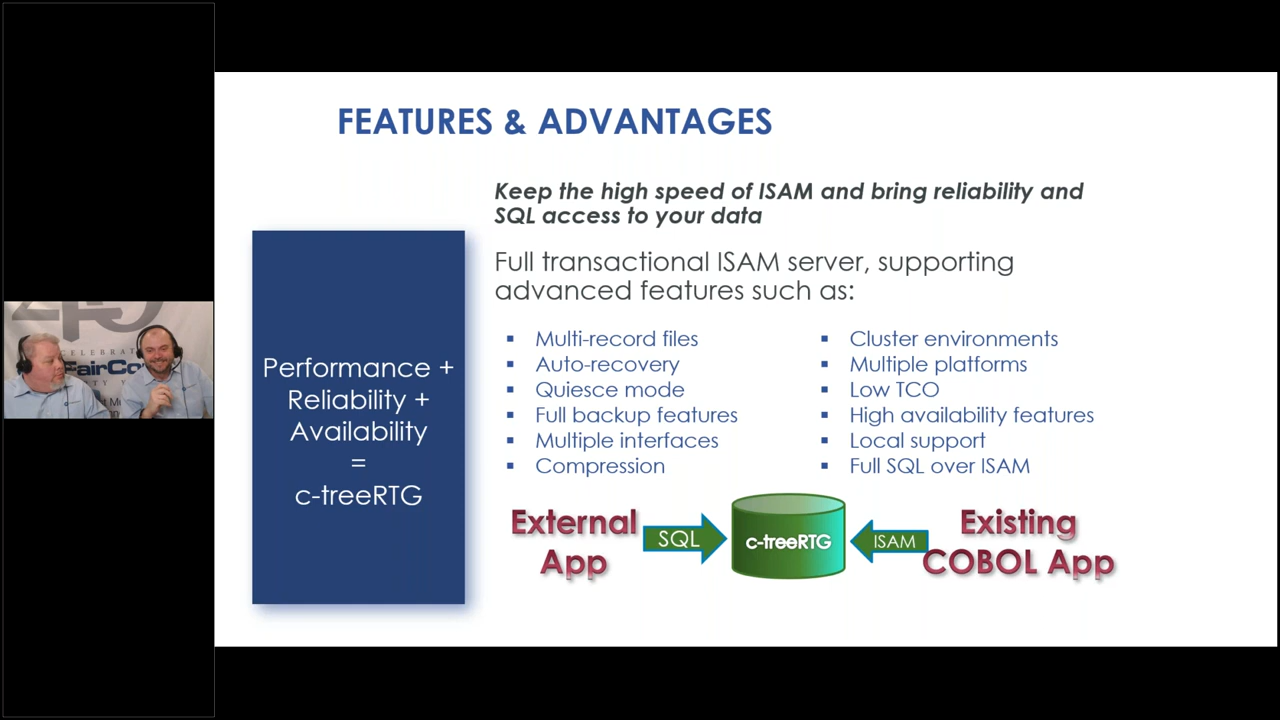 FEATURES & ADVANTAGES
Keep the high speed of ISAM and bring reliability and
SQL access to your data
Full transactional ISAM server, supporting
advanced features such as:
Performance +
Reliability +
Availability
=
c-treeRTG
▪ Multi-record files
▪ Auto-recovery
▪ Quiesce mode
▪ Full backup features
▪ Multiple interfaces
▪ Compression
▪ Cluster environments
▪ Multiple platforms
▪ Low TCO
▪ High availability features
▪ Local support
▪ Full SQL over ISAM
External
App
SQL
c-treeRTG
ISAM
Existing
COBOL App